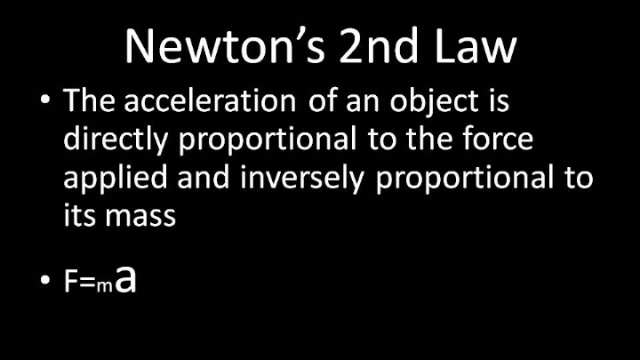 Newton's 2nd Law
• The acceleration of an object is
directly proportional to the force
applied and inversely proportional to
its mass
• F=ma